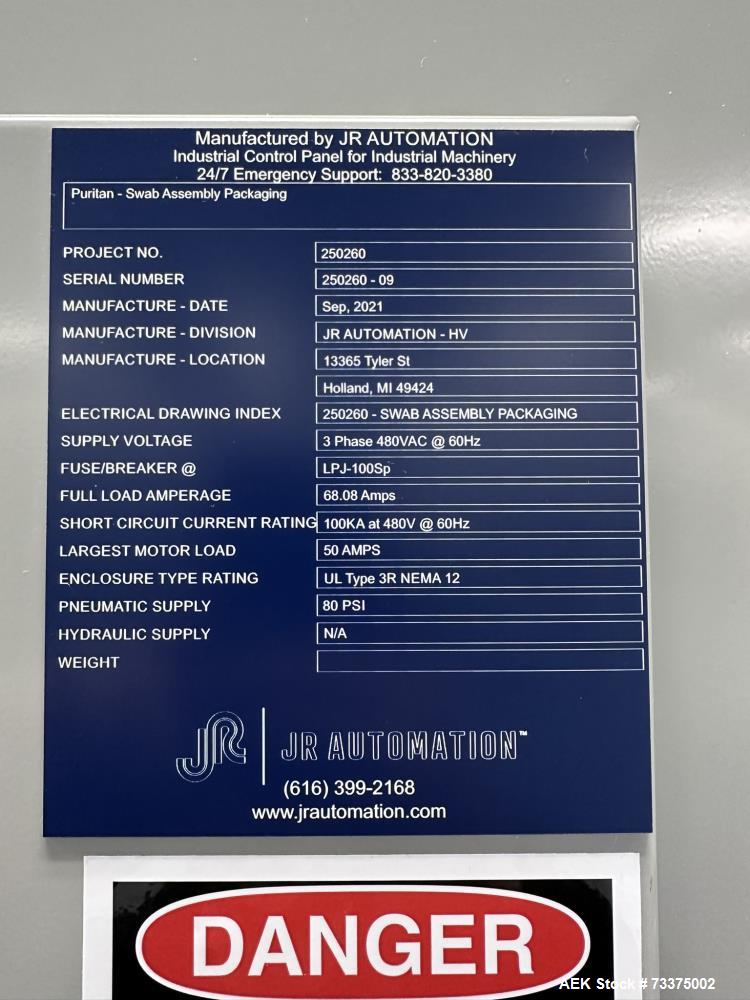 Manufactured by JR AUTOMATION
Industrial Control Panel for Industrial Machinery
24/7 Emergency Support: 833-820-3380
Puritan - Swab Assembly Packaging
PROJECT NO. 250260
SERIAL NUMBER 250260 - 09
MANUFACTURE - DATE Sep, 2021
MANUFACTURE - DIVISION JR AUTOMATION - HV
MANUFACTURE - LOCATION 13365 Tyler St
Holland, MI 49424
ELECTRICAL DRAWING INDEX 250260 - SWAB ASSEMBLY PACKAGING
SUPPLY VOLTAGE 3 Phase 480VAC @ 60Hz
FUSE/BREAKER @ LPJ-100Sp
FULL LOAD AMPERAGE 68.08 Amps
SHORT CIRCUIT CURRENT RATING 100KA at 480V @ 60Hz
LARGEST MOTOR LOAD 50 AMPS
ENCLOSURE TYPE RATING UL Type 3R NEMA 12
PNEUMATIC SUPPLY 80 PSI
HYDRAULIC SUPPLY N/A
WEIGHT
JR JR AUTOMATION™
(616) 399-2168
www.jrautomation.com
DANGER
AEK Stock # 73375002